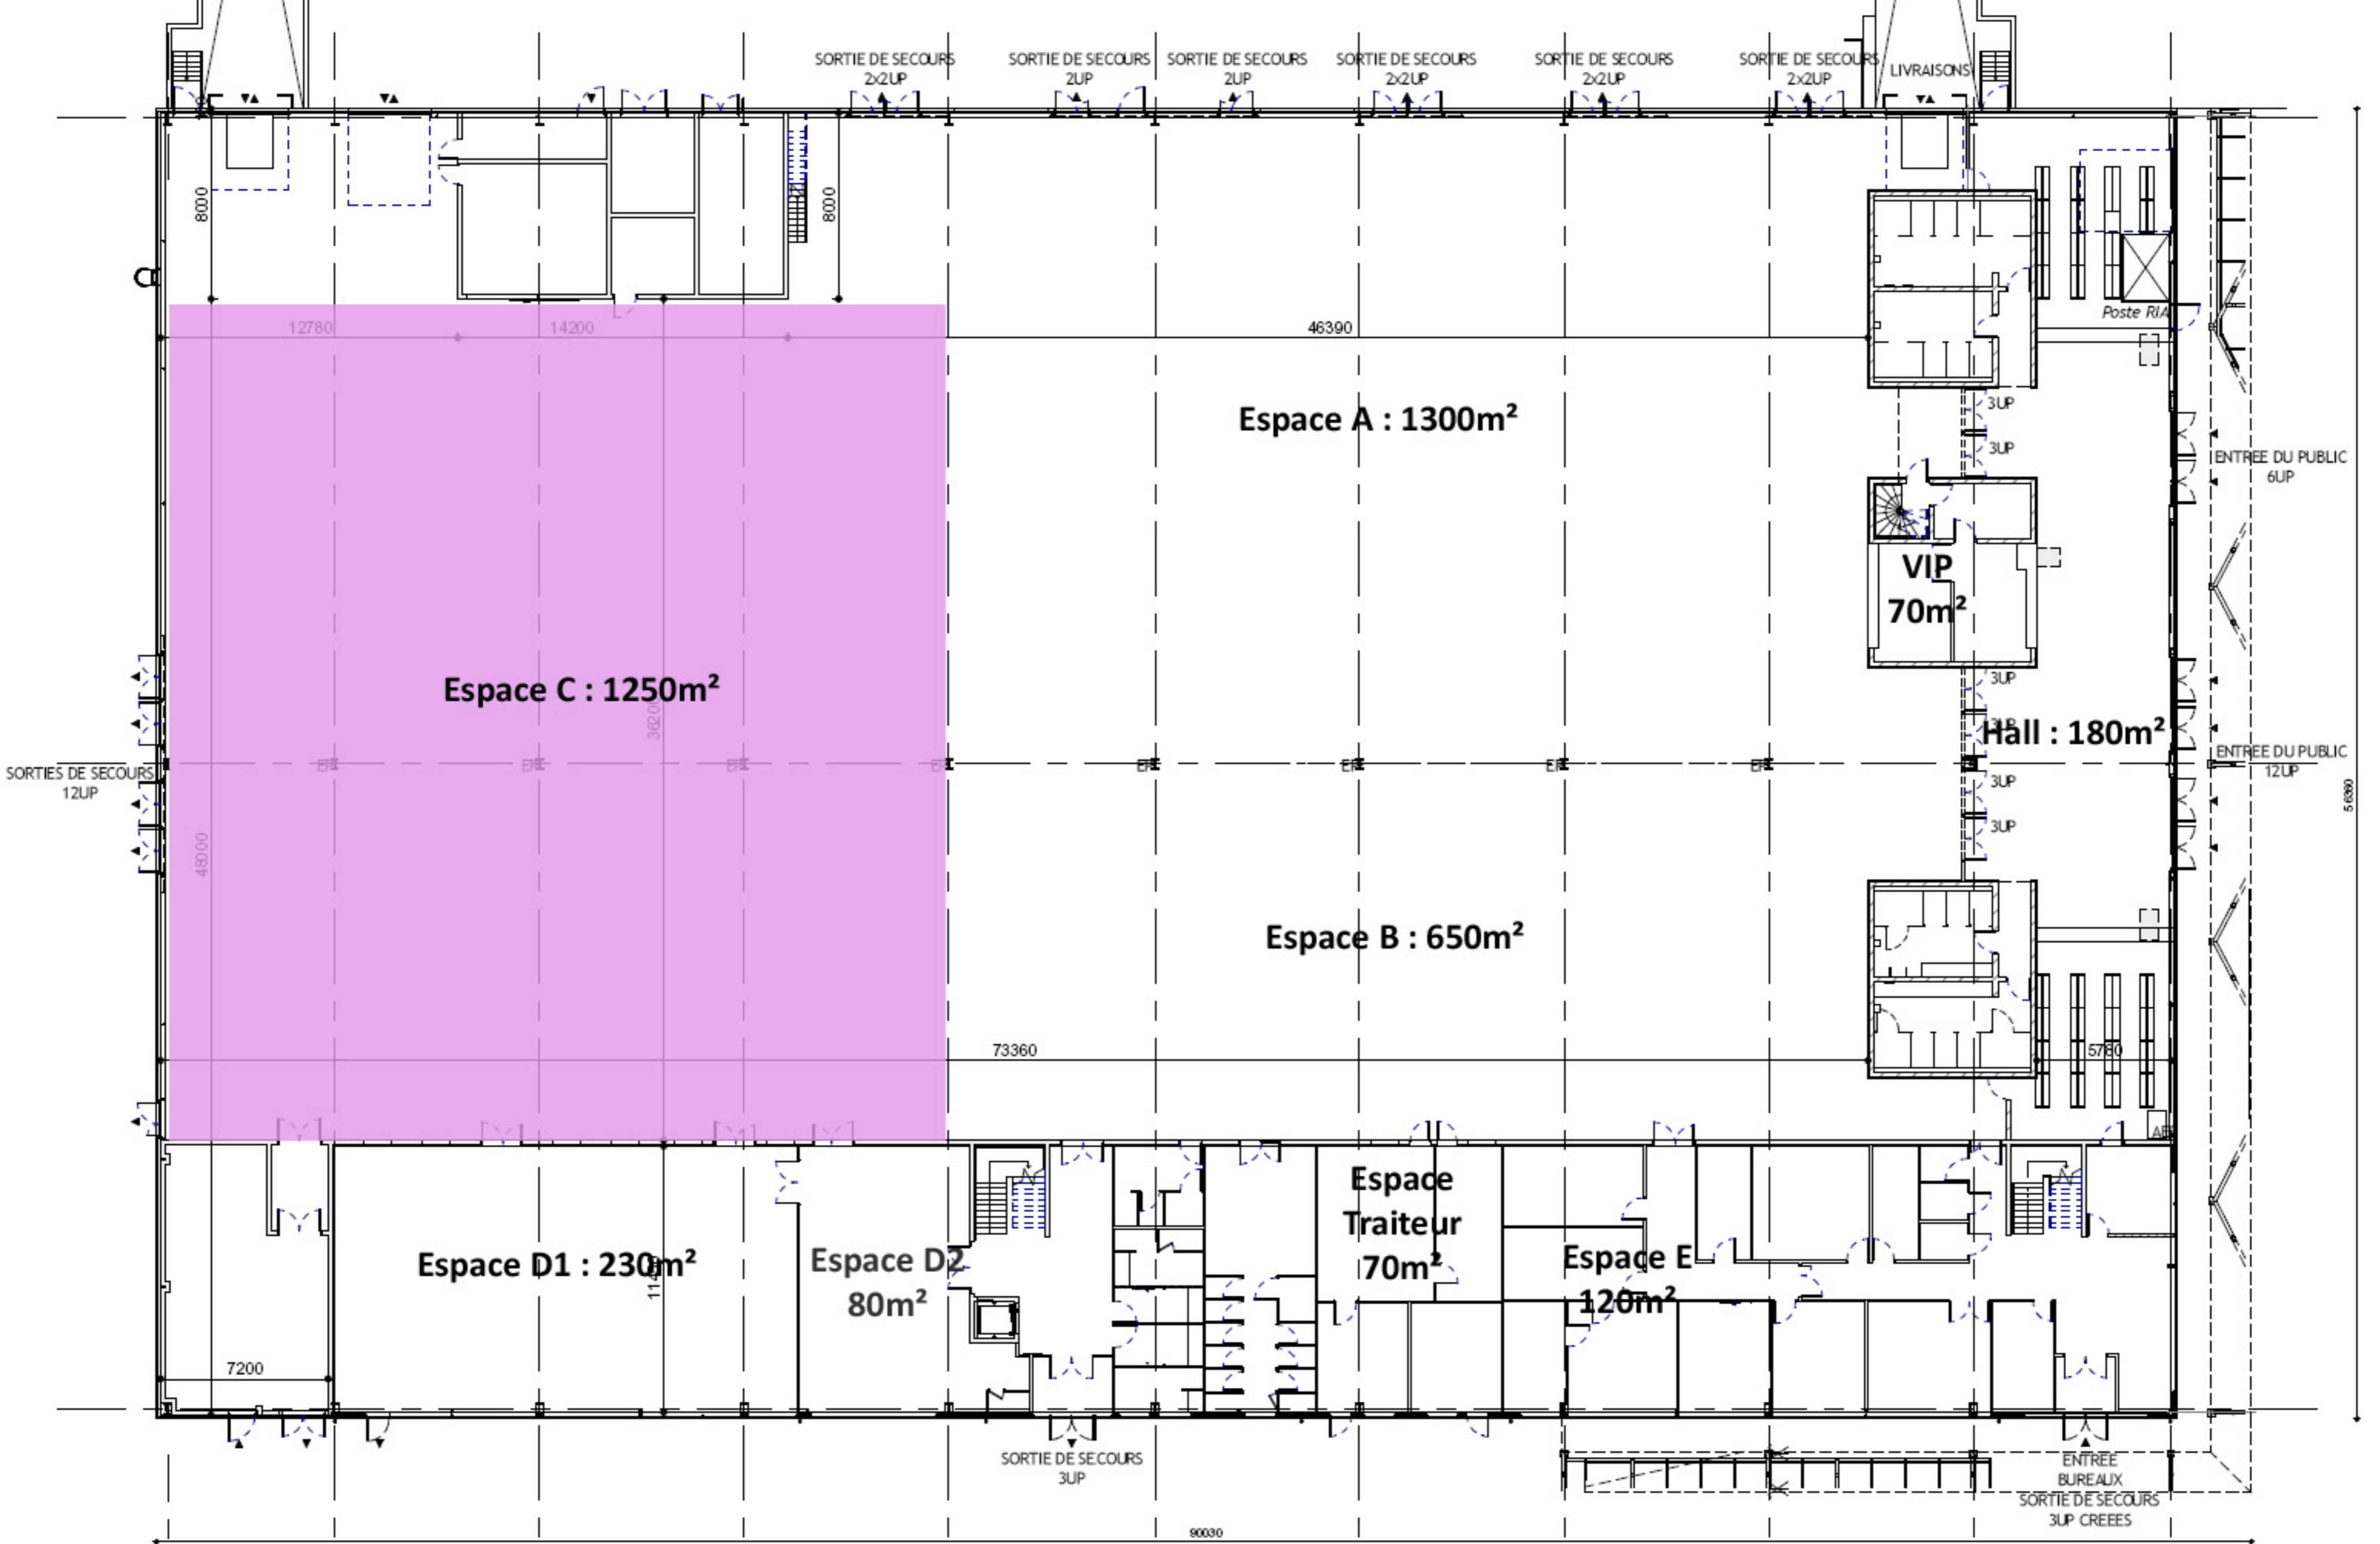 SORTIE DE SECOURS
2x2UP
SORTIE DE SECOURS
2UP
SORTIE DE SECOURS
2UP
SORTIE DE SECOURS
2x2UP
SORTIE DE SECOURS
2x2UP
SORTIE DE SECOURS
2x2UP
LIVRAISONS
8000
8000
Poste RIA
12780
14200
46390
Espace A : 1300m²
3UP
3UP
ENTREE DU PUBLIC
6UP
VIP
70m²
Espace C : 1250m²
36200
3UP
3UP
Hall : 180m²
ENTREE DU PUBLIC
12UP
SORTIES DE SECOURS
12UP
3UP
3UP
56360
48000
Espace B : 650m²
73360
5780
Espace D1 : 230m²
Espace D2
80m²
Espace
Traiteur
70m²
Espace E
120m²
7200
SORTIE DE SECOURS
3UP
ENTREE
BUREAUX
SORTIE DE SECOURS
3UP CREEES
90030